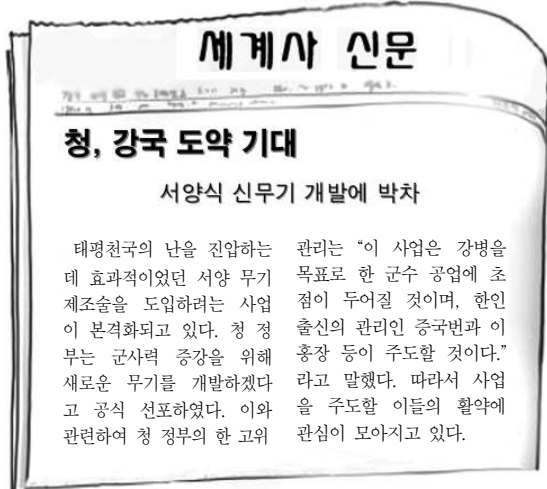 세계사 신문
청, 강국 도약 기대
서양식 신무기 개발에 박차
태평천국의 난을 진압하는
데 효과적이었던 서양 무기
제조술을 도입하려는 사업
이 본격화되고 있다. 청 정
부는 군사력 증강을 위해
새로운 무기를 개발하겠다
고 공식 선포하였다. 이와
관련하여 청 정부의 한 고위
관리는 “이 사업은 강병을
목표로 한 군수 공업에 초
점이 두어질 것이며, 한인
출신의 관리인 증국번과 이
홍장 등이 주도할 것이다.”
라고 말했다. 따라서 사업
을 주도할 이들의 활약에
관심이 모아지고 있다.